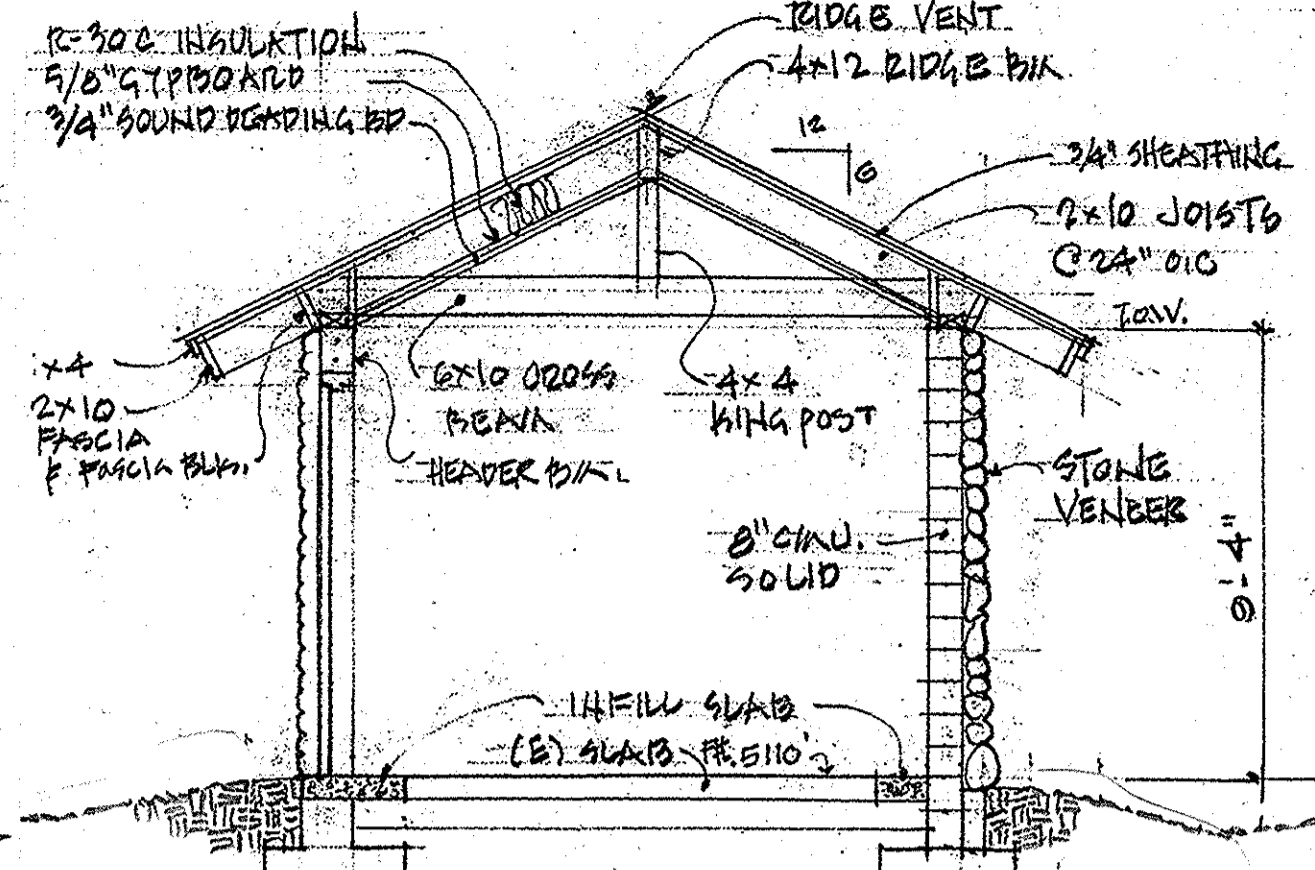 R-30C INSULATION
5/8" GYPBOARD
3/4" SOUND DEADING BD
RIDGE VENT
4x12 RIDGE BM
12
6
3/4" SHEATHING
2x10 JOISTS
@ 24" O.C
T.O.W.
x4
2x10
FASCIA
& FASCIA BLK.
6x10 CROSS
BEAM
HEADER BM.
4x4
KING POST
STONE
VENEER
8" C.M.U.
SOLID
9'-4"
INFILL SLAB
(E) SLAB - 5110'